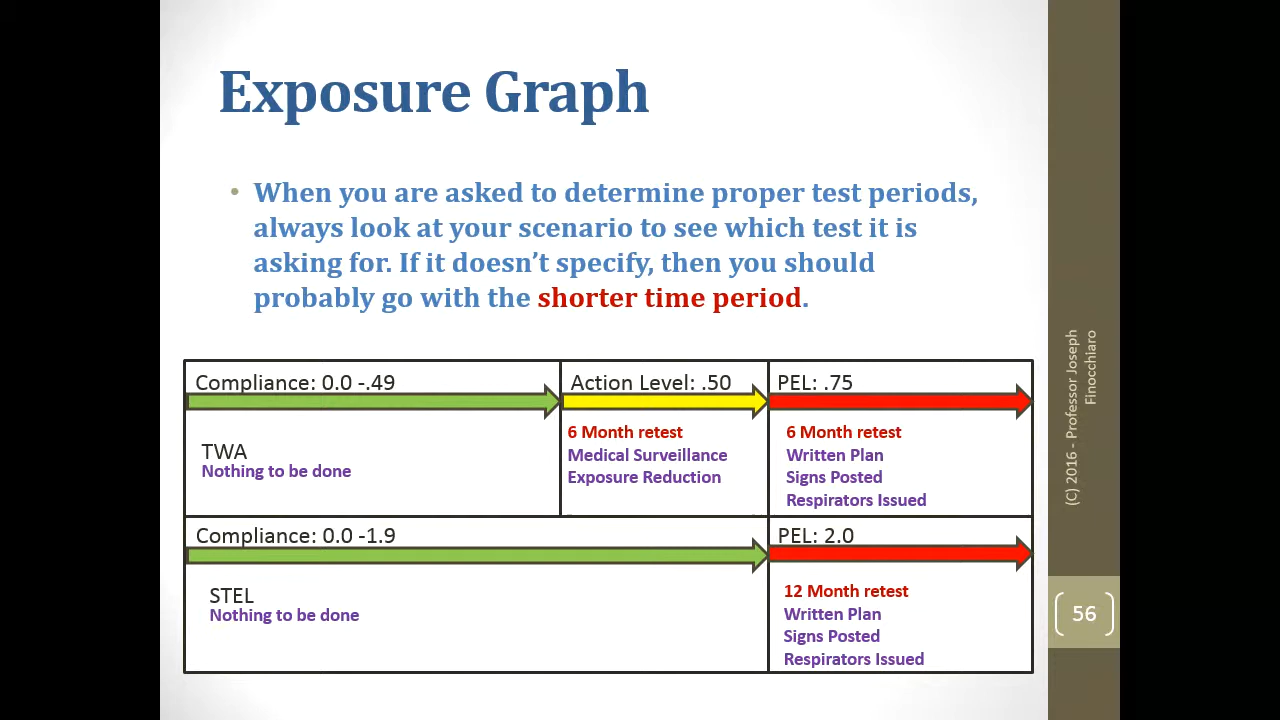 Exposure Graph
• When you are asked to determine proper test periods,
always look at your scenario to see which test it is
asking for. If it doesn’t specify, then you should
probably go with the shorter time period.
Compliance: 0.0 -.49
TWA
Nothing to be done
Action Level: .50
6 Month retest
Medical Surveillance
Exposure Reduction
PEL: .75
6 Month retest
Written Plan
Signs Posted
Respirators Issued
Compliance: 0.0 -1.9
STEL
Nothing to be done
PEL: 2.0
12 Month retest
Written Plan
Signs Posted
Respirators Issued
(C) 2016 - Professor Joseph
Finocchiaro
56